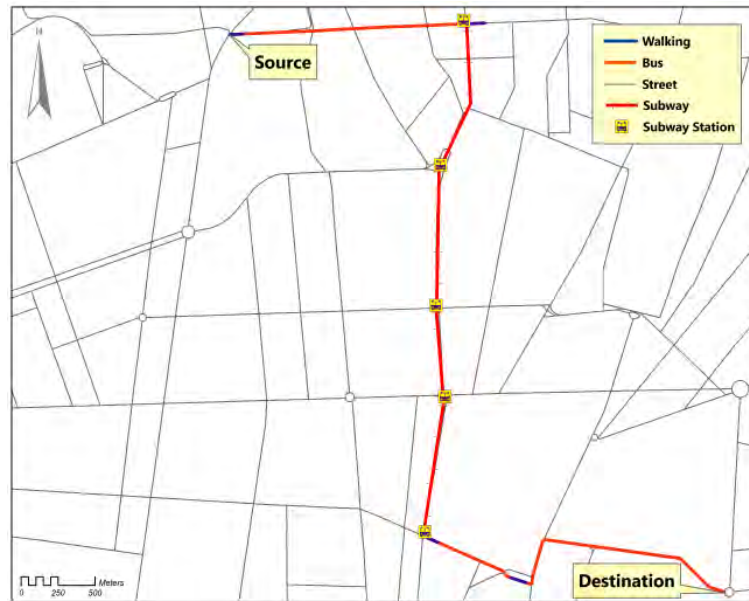 N
Source
Walking
Bus
Street
Subway
Subway Station
Destination
Meters
0 250 500